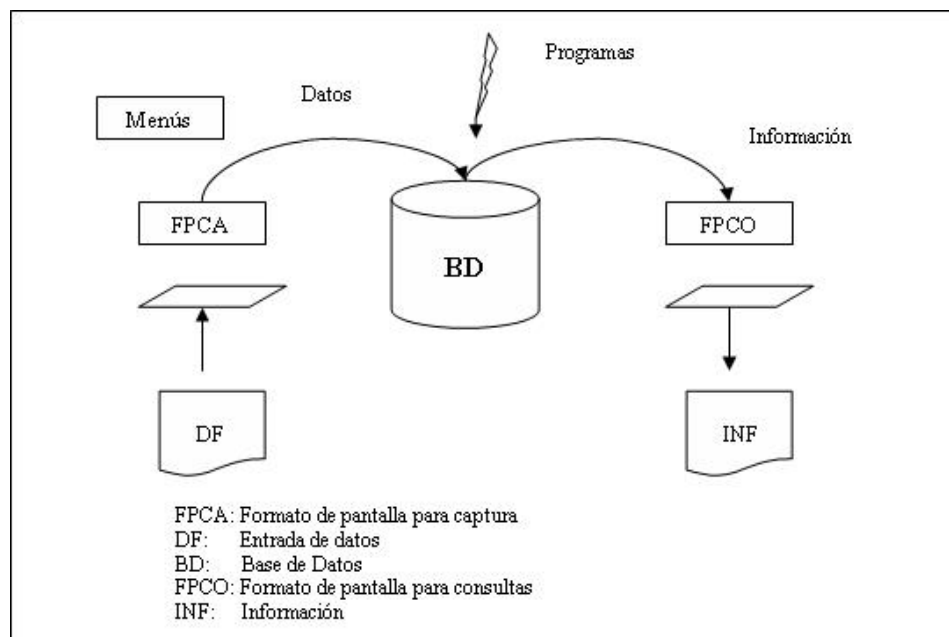 Programas
Datos
Menús
Información
FPCA
BD
FPCO
DF
INF
FPCA: Formato de pantalla para captura
DF: Entrada de datos
BD: Base de Datos
FPCO: Formato de pantalla para consultas
INF: Información